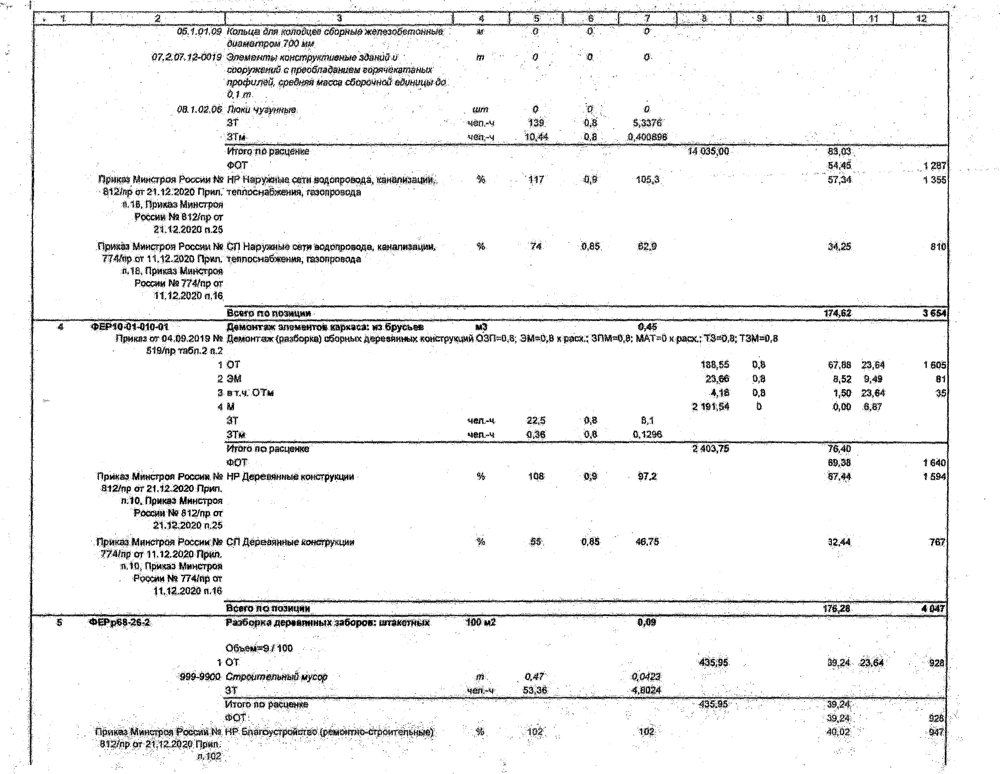 1 2 3 4 5 6 7 8 9 10 11 12
05.1.01.09 Кольца для колодцев сборные железобетонные м 0 0 0
диаметром 700 мм
07.2.07.12-0019 Элементы конструктивные зданий и т 0 0 0
сооружений с преобладанием горячекатаных
профилей, средняя масса сборочной единицы до
0,1 т
08.1.02.06 Люки чугунные шт 0 0 0
ЗТ чел.-ч 139 0,8 5,3376
ЗТм чел.-ч 10,44 0,8 0,400896
Итого по расценке 14 035,00 83,03
ФОТ 54,45 1 287
Приказ Минстроя России № НР Наружные сети водопровода, канализации, % 117 0,9 105,3 57,34 1 355
812/пр от 21.12.2020 Прил. теплоснабжения, газопровода
п.18, Приказ Минстроя
России № 812/пр от
21.12.2020 п.25
Приказ Минстроя России № СП Наружные сети водопровода, канализации, % 74 0,85 62,9 34,25 810
774/пр от 11.12.2020 Прил. теплоснабжения, газопровода
п.18, Приказ Минстроя
России № 774/пр от
11.12.2020 п.16
Всего по позиции 174,62 3 654
4 ФЕР10-01-010-01 Демонтаж элементов каркаса: из брусьев м3 0,45
Приказ от 04.09.2019 № Демонтаж (разборка) сборных деревянных конструкций ОЗП=0,8; ЭМ=0,8 к расх.; ЗПМ=0,8; МАТ=0 к расх.; ТЗ=0,8; ТЗМ=0,8
519/пр табл.2 п.2
1 ОТ 188,55 0,8 67,88 23,64 1 605
2 ЭМ 23,66 0,8 8,52 9,49 81
3 в т.ч. ОТм 4,18 0,8 1,50 23,64 35
4 М 2 191,54 0 0,00 6,87
ЗТ чел.-ч 22,5 0,8 8,1
ЗТм чел.-ч 0,36 0,8 0,1296
Итого по расценке 2 403,75 76,40
ФОТ 69,38 1 640
Приказ Минстроя России № НР Деревянные конструкции % 108 0,9 97,2 67,44 1 594
812/пр от 21.12.2020 Прил.
п.10, Приказ Минстроя
России № 812/пр от
21.12.2020 п.25
Приказ Минстроя России № СП Деревянные конструкции % 55 0,85 46,75 32,44 767
774/пр от 11.12.2020 Прил.
п.10, Приказ Минстроя
России № 774/пр от
11.12.2020 п.16
Всего по позиции 176,28 4 047
5 ФЕРр68-26-2 Разборка деревянных заборов: штакетных 100 м2 0,09
Объем=9 / 100
1 ОТ 435,95 39,24 23,64 928
999-9900 Строительный мусор т 0,47 0,0423
ЗТ чел.-ч 53,36 4,8024
Итого по расценке 435,95 39,24
ФОТ 39,24 928
Приказ Минстроя России № НР Благоустройство (ремонтно-строительные) % 102 102 40,02 947
812/пр от 21.12.2020 Прил.
п.102